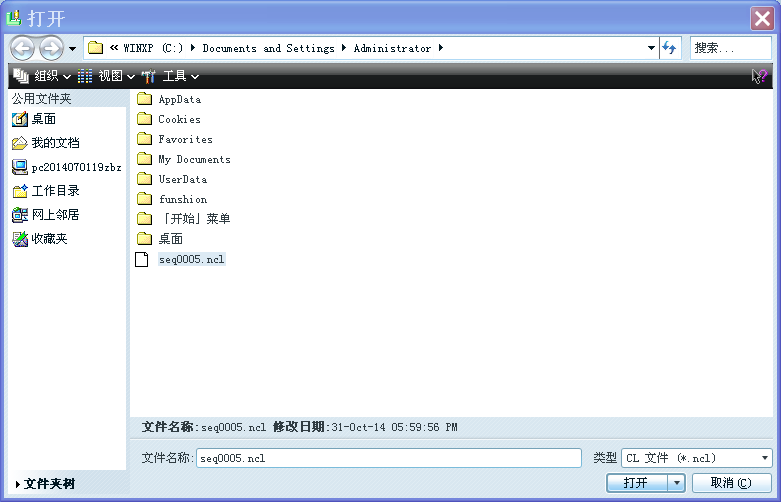 打开
« WINXP (C:) Documents and Settings Administrator 搜索...
组织 视图 工具
公用文件夹
桌面
我的文档
pc2014070119zbz
工作目录
网上邻居
收藏夹
AppData
Cookies
Favorites
My Documents
UserData
funshion
「开始」菜单
桌面
seq0005.ncl
文件名称:seq0005.ncl 修改日期:31-Oct-14 05:59:56 PM
文件名称: seq0005.ncl 类型 CL 文件 (*.ncl)
文件夹树 打开 取消(C)